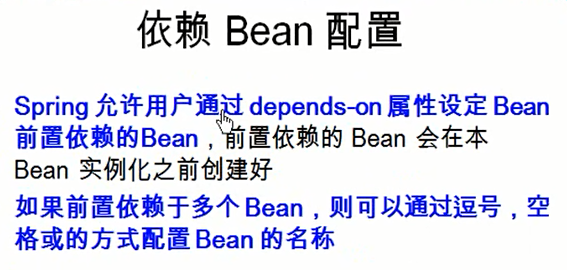 依赖 Bean 配置
Spring 允许用户通过 depends-on 属性设定 Bean
前置依赖的Bean，前置依赖的 Bean 会在本
Bean 实例化之前创建好
如果前置依赖于多个 Bean，则可以通过逗号，空
格或的方式配置 Bean 的名称